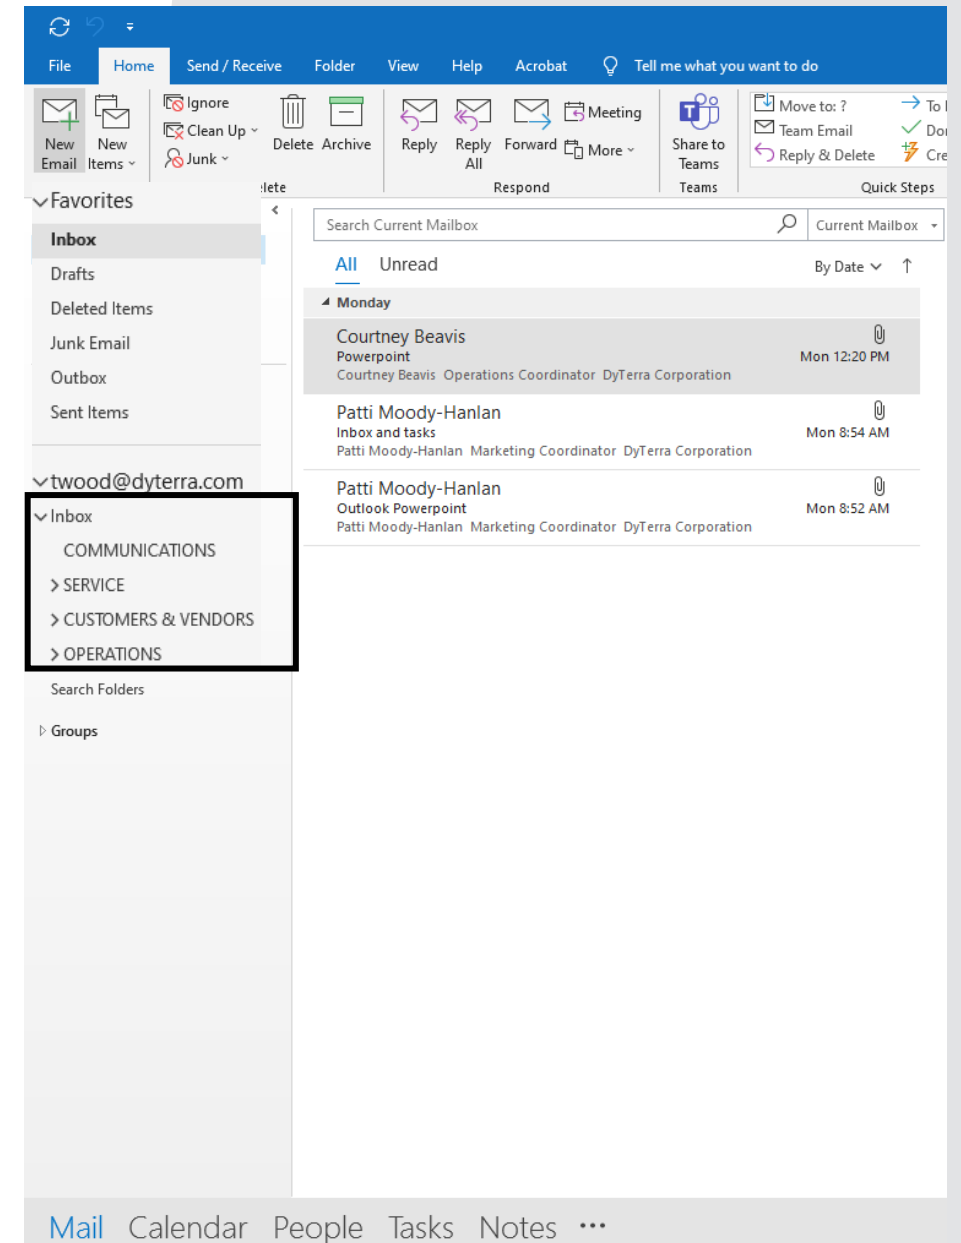 File Home Send / Receive Folder View Help Acrobat Tell me what you want to do
New Email
New Items
Ignore
Clean Up
Junk
Delete
Archive
Reply
Reply All
Forward
Meeting
More
Share to Teams
Move to: ?
Team Email
Reply & Delete
To
Respond
Teams
Quick Steps
Favorites
Inbox
Drafts
Deleted Items
Junk Email
Outbox
Sent Items
twood@dyterra.com
Inbox
COMMUNICATIONS
SERVICE
CUSTOMERS & VENDORS
OPERATIONS
Search Folders
Groups
Search Current Mailbox
Current Mailbox
All Unread
By Date
Monday
Courtney Beavis
Powerpoint Mon 12:20 PM
Courtney Beavis Operations Coordinator DyTerra Corporation
Patti Moody-Hanlan
Inbox and tasks Mon 8:54 AM
Patti Moody-Hanlan Marketing Coordinator DyTerra Corporation
Patti Moody-Hanlan
Outlook Powerpoint Mon 8:52 AM
Patti Moody-Hanlan Marketing Coordinator DyTerra Corporation
Mail Calendar People Tasks Notes •••